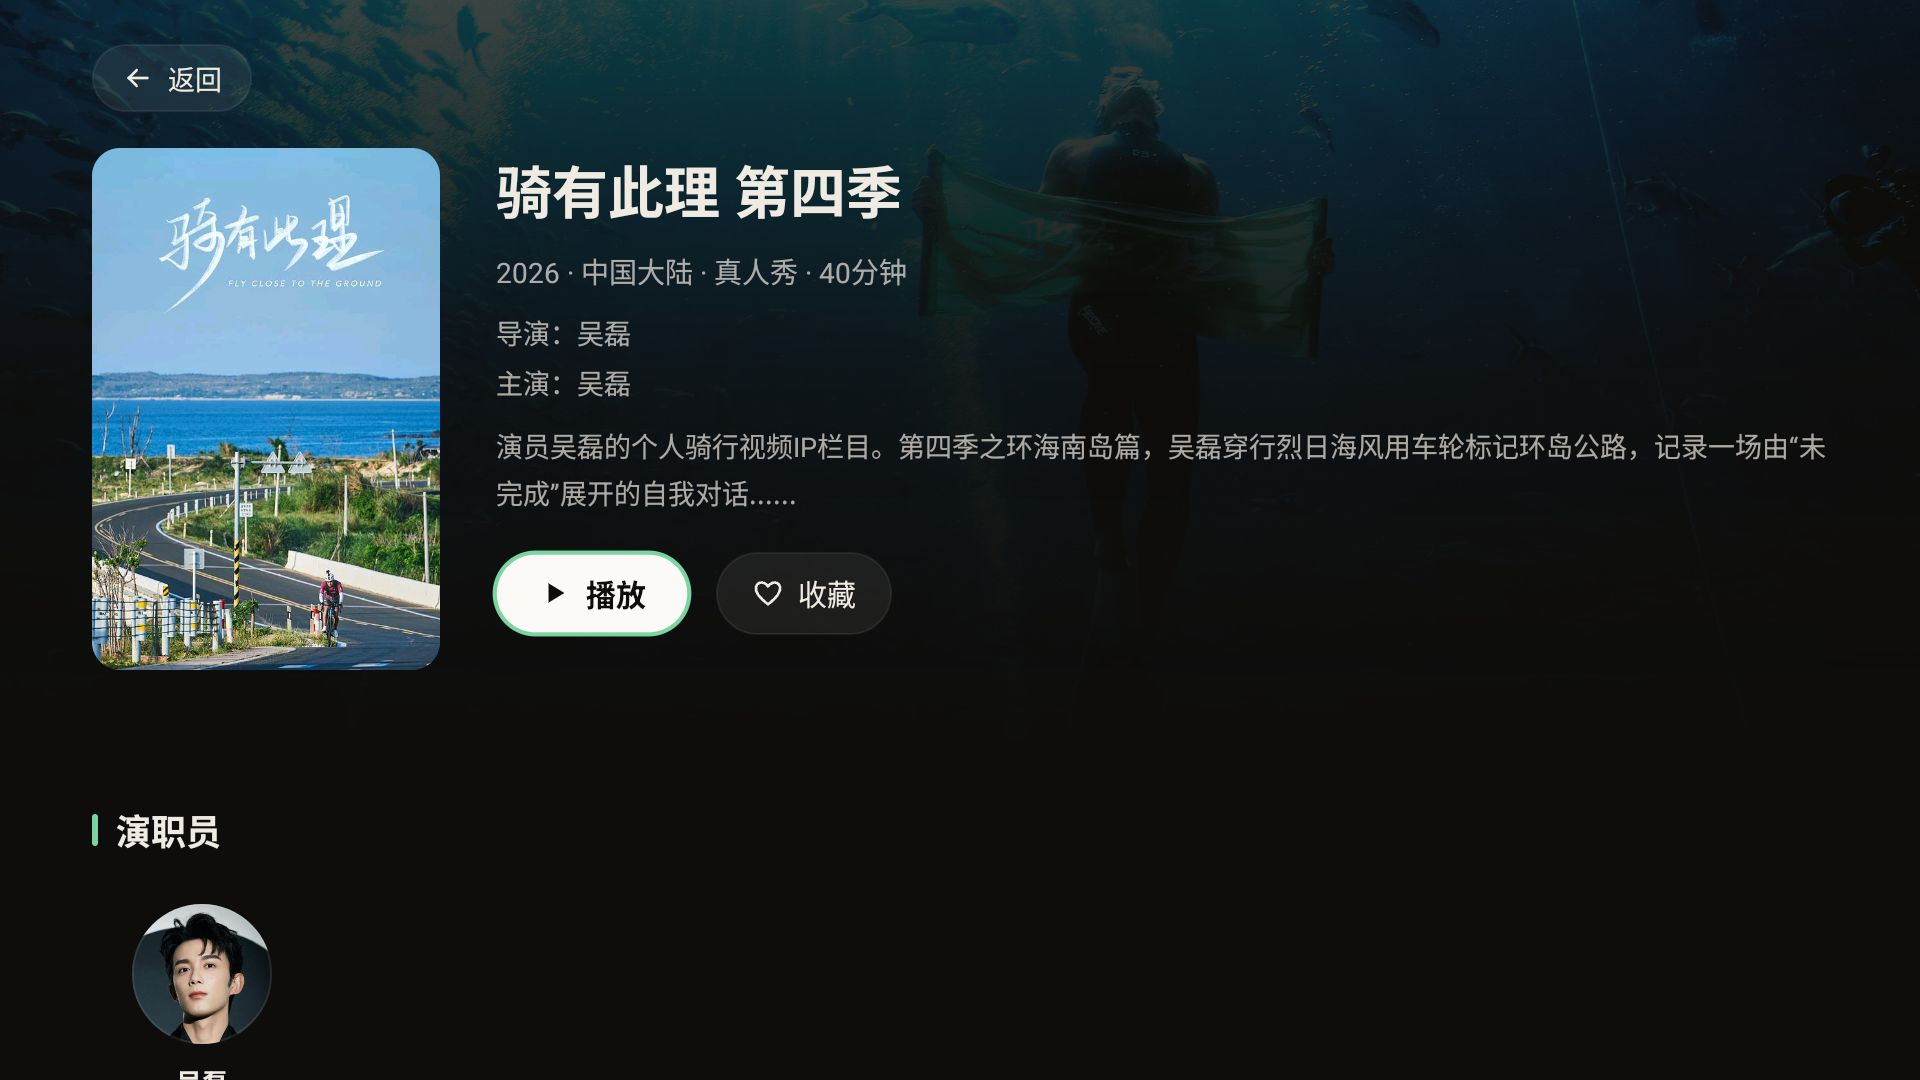 返回
骑有此理
FLY CLOSE TO THE GROUND
骑有此理 第四季
2026 · 中国大陆 · 真人秀 · 40分钟
导演：吴磊
主演：吴磊
演员吴磊的个人骑行视频IP栏目。第四季之环海南岛篇，吴磊穿行烈日海风用车轮标记环岛公路，记录一场由“未
完成”展开的自我对话......
播放
收藏
演职员
吴磊